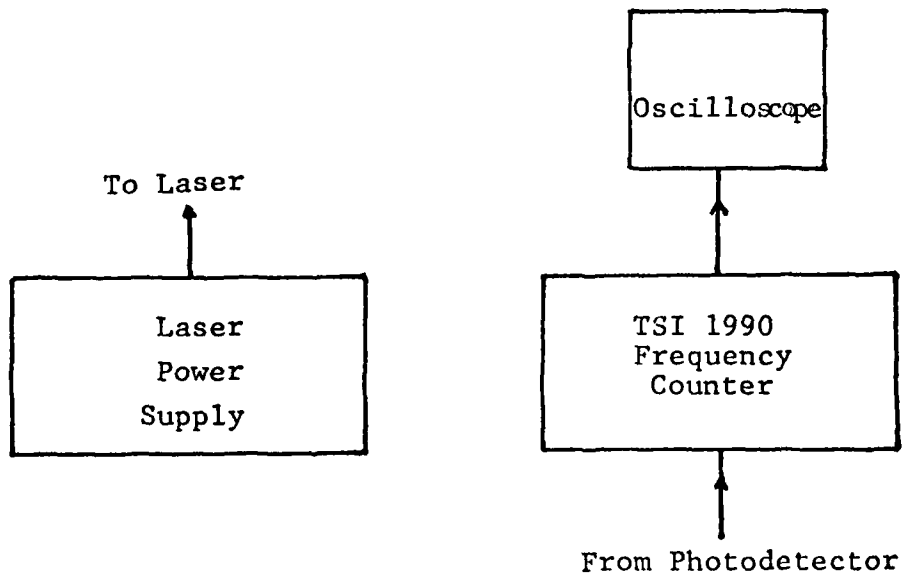 Oscilloscope
To Laser
Laser
Power
Supply
TSI 1990
Frequency
Counter
From Photodetector